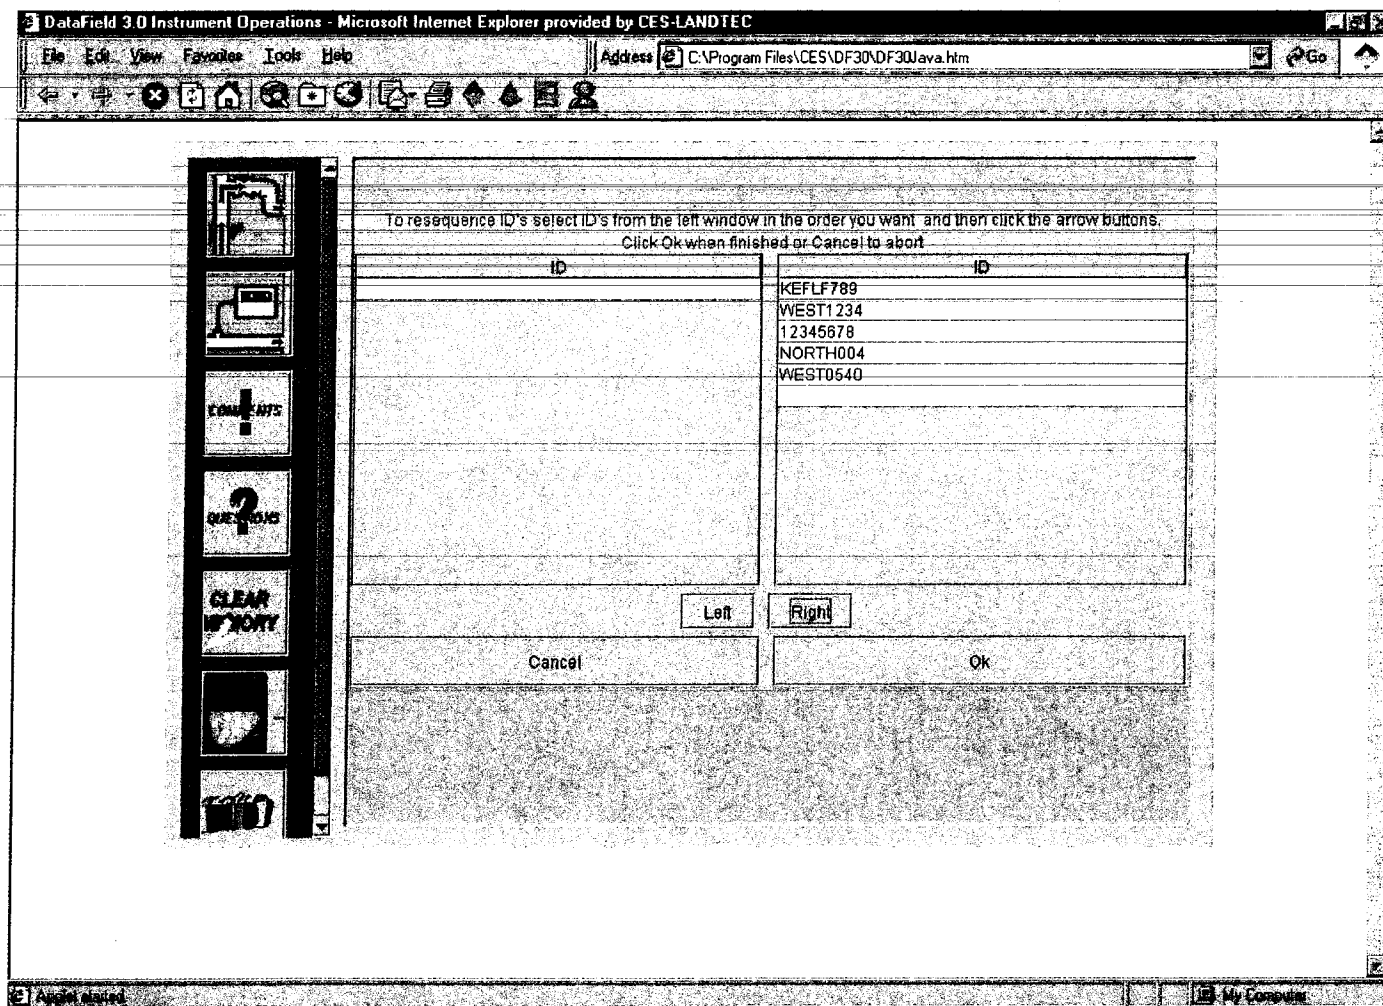 DataField 3.0 Instrument Operations - Microsoft Internet Explorer provided by CES-LANDTEC
File Edit View Favorites Tools Help
Address C:\Program Files\CES\DF30\DF30Java.htm Go
To resequence ID's select ID's from the left window in the order you want and then click the arrow buttons.
Click Ok when finished or Cancel to abort
ID ID
KEFLF789
WEST1234
12345678
NORTH004
WEST0540
COMMENTS
QUESTIONS
CLEAR
MEMORY
Left Right
Cancel Ok
Applet started My Computer